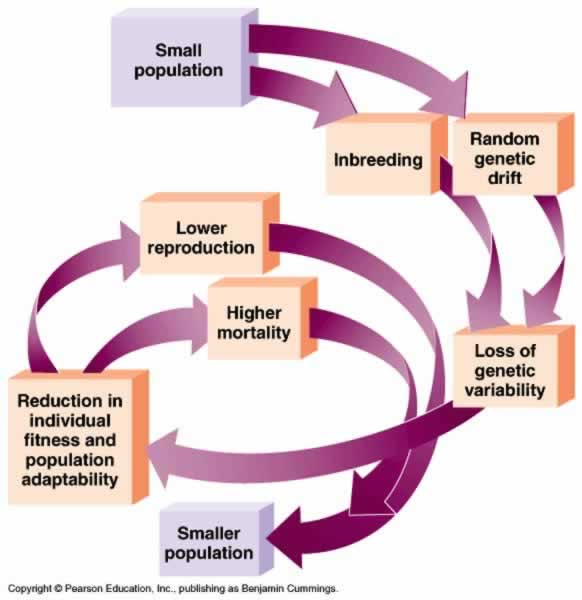 Small
population
Inbreeding
Random
genetic
drift
Lower
reproduction
Higher
mortality
Loss of
genetic
variability
Reduction in
individual
fitness and
population
adaptability
Smaller
population
Copyright © Pearson Education, Inc., publishing as Benjamin Cummings.